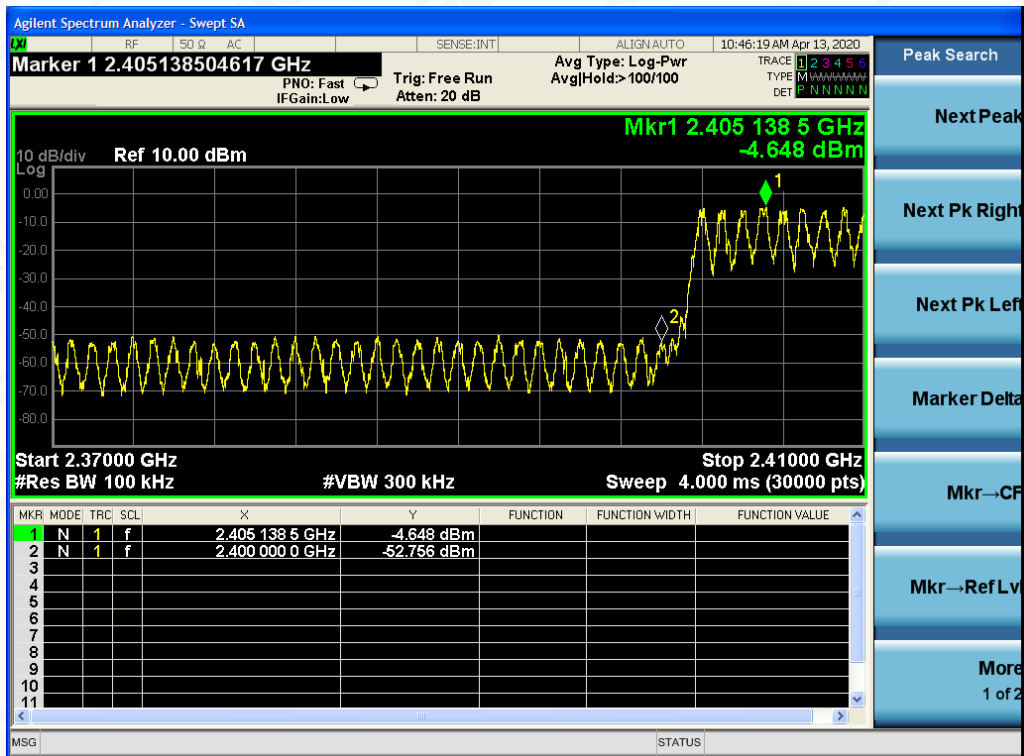 Agilent Spectrum Analyzer - Swept SA
LXI RF 50 Ω AC SENSE:INT ALIGN AUTO 10:46:19 AM Apr 13, 2020
Marker 1 2.405138504617 GHz
PNO: Fast
IFGain:Low
Trig: Free Run
Atten: 20 dB
Avg Type: Log-Pwr
Avg|Hold:>100/100
TRACE 1 2 3 4 5 6
TYPE M
DET P N N N N N
Mkr1 2.405 138 5 GHz
-4.648 dBm
10 dB/div Ref 10.00 dBm
Log
1
0.00
-10.0
-20.0
-30.0
-40.0
2
-50.0
-60.0
-70.0
-80.0
Start 2.37000 GHz Stop 2.41000 GHz
#Res BW 100 kHz #VBW 300 kHz Sweep 4.000 ms (30000 pts)
MKR MODE TRC SCL X Y FUNCTION FUNCTION WIDTH FUNCTION VALUE
1 N 1 f 2.405 138 5 GHz -4.648 dBm
2 N 1 f 2.400 000 0 GHz -52.756 dBm
3
4
5
6
7
8
9
10
11
MSG STATUS
Peak Search
Next Peak
Next Pk Right
Next Pk Left
Marker Delta
Mkr→CF
Mkr→Ref Lvl
More
1 of 2